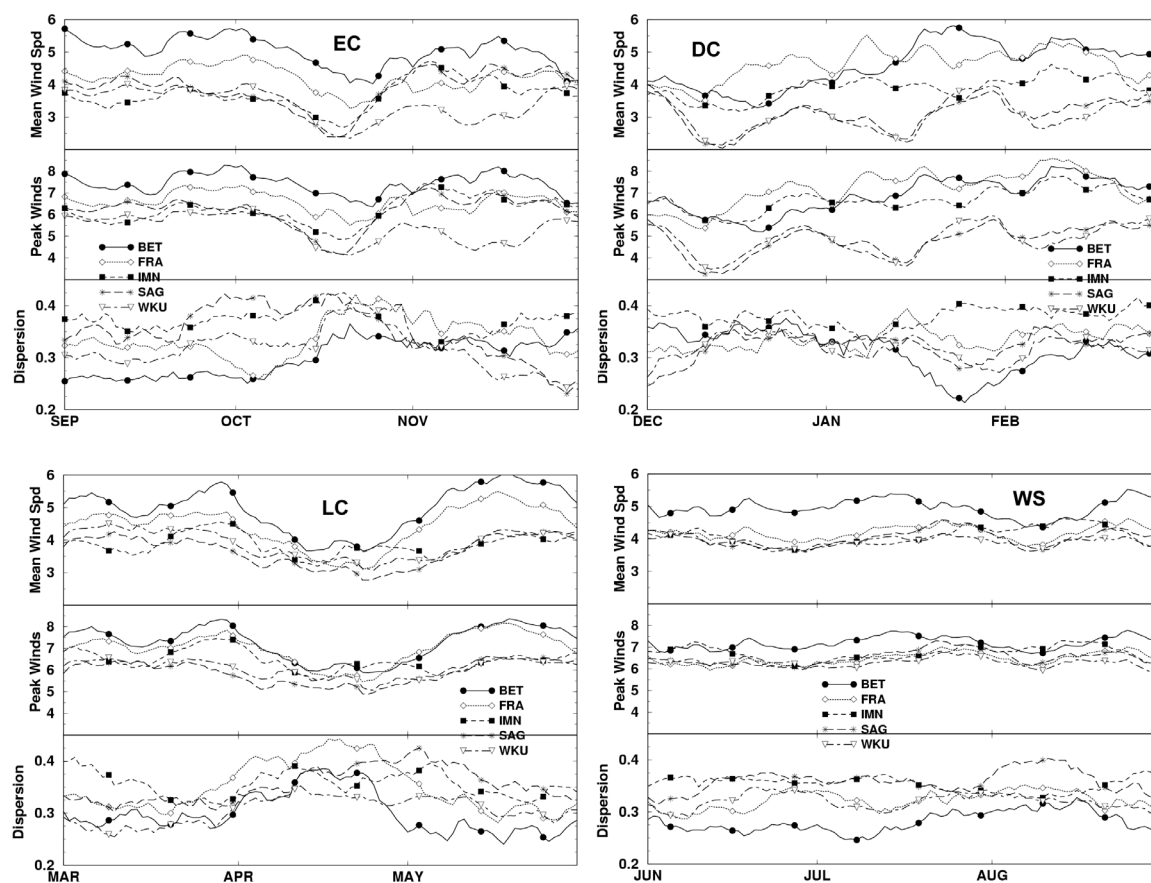 EC
Mean Wind Spd
6
5
4
3
Peak Winds
8
7
6
5
4
BET
FRA
IMN
SAG
WKU
Dispersion
0.4
0.3
0.2
SEP OCT NOV
DC
Mean Wind Spd
6
5
4
3
Peak Winds
8
7
6
5
4
BET
FRA
IMN
SAG
WKU
Dispersion
0.4
0.3
0.2
DEC JAN FEB
LC
Mean Wind Spd
6
5
4
3
Peak Winds
8
7
6
5
4
BET
FRA
IMN
SAG
WKU
Dispersion
0.4
0.3
0.2
MAR APR MAY
WS
Mean Wind Spd
6
5
4
3
Peak Winds
8
7
6
5
4
BET
FRA
IMN
SAG
WKU
Dispersion
0.4
0.3
0.2
JUN JUL AUG